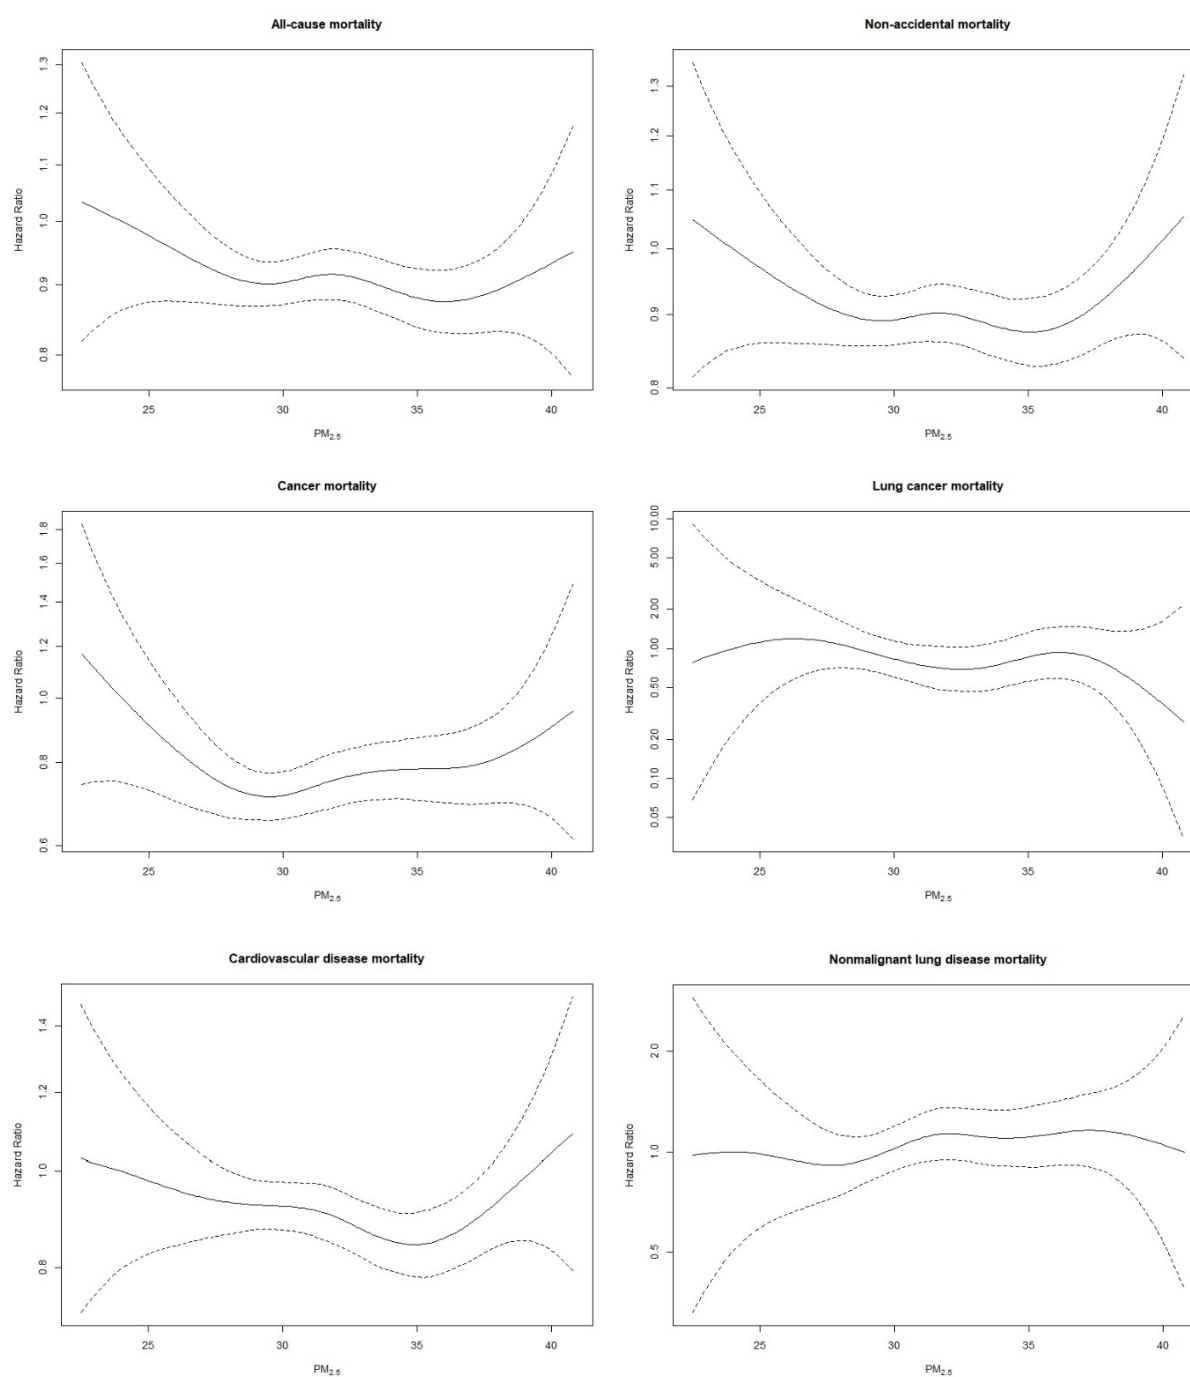 All-cause mortality
Hazard Ratio
1.3
1.2
1.1
1.0
0.9
0.8
25 30 35 40
PM2.5
Non-accidental mortality
Hazard Ratio
1.3
1.2
1.1
1.0
0.9
0.8
25 30 35 40
PM2.5
Cancer mortality
Hazard Ratio
1.8
1.6
1.4
1.2
1.0
0.8
0.6
25 30 35 40
PM2.5
Lung cancer mortality
Hazard Ratio
10.00
5.00
2.00
1.00
0.50
0.20
0.10
0.05
25 30 35 40
PM2.5
Cardiovascular disease mortality
Hazard Ratio
1.4
1.2
1.0
0.8
25 30 35 40
PM2.5
Nonmalignant lung disease mortality
Hazard Ratio
2.0
1.0
0.5
25 30 35 40
PM2.5